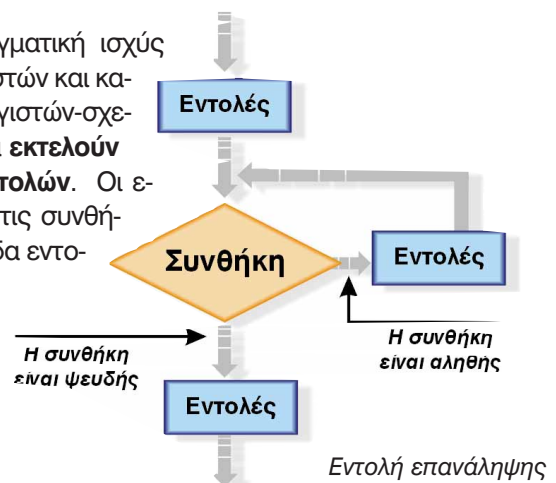 γματική ισχύς
στών και κα-
γιστών-σχε-
ι εκτελούν
τολών. Οι ε-
τις συνθή-
δα εντο-
Εντολές
Συνθήκη
Εντολές
Η συνθήκη
είναι ψευδής
Η συνθήκη
είναι αληθής
Εντολές
Εντολή επανάληψης